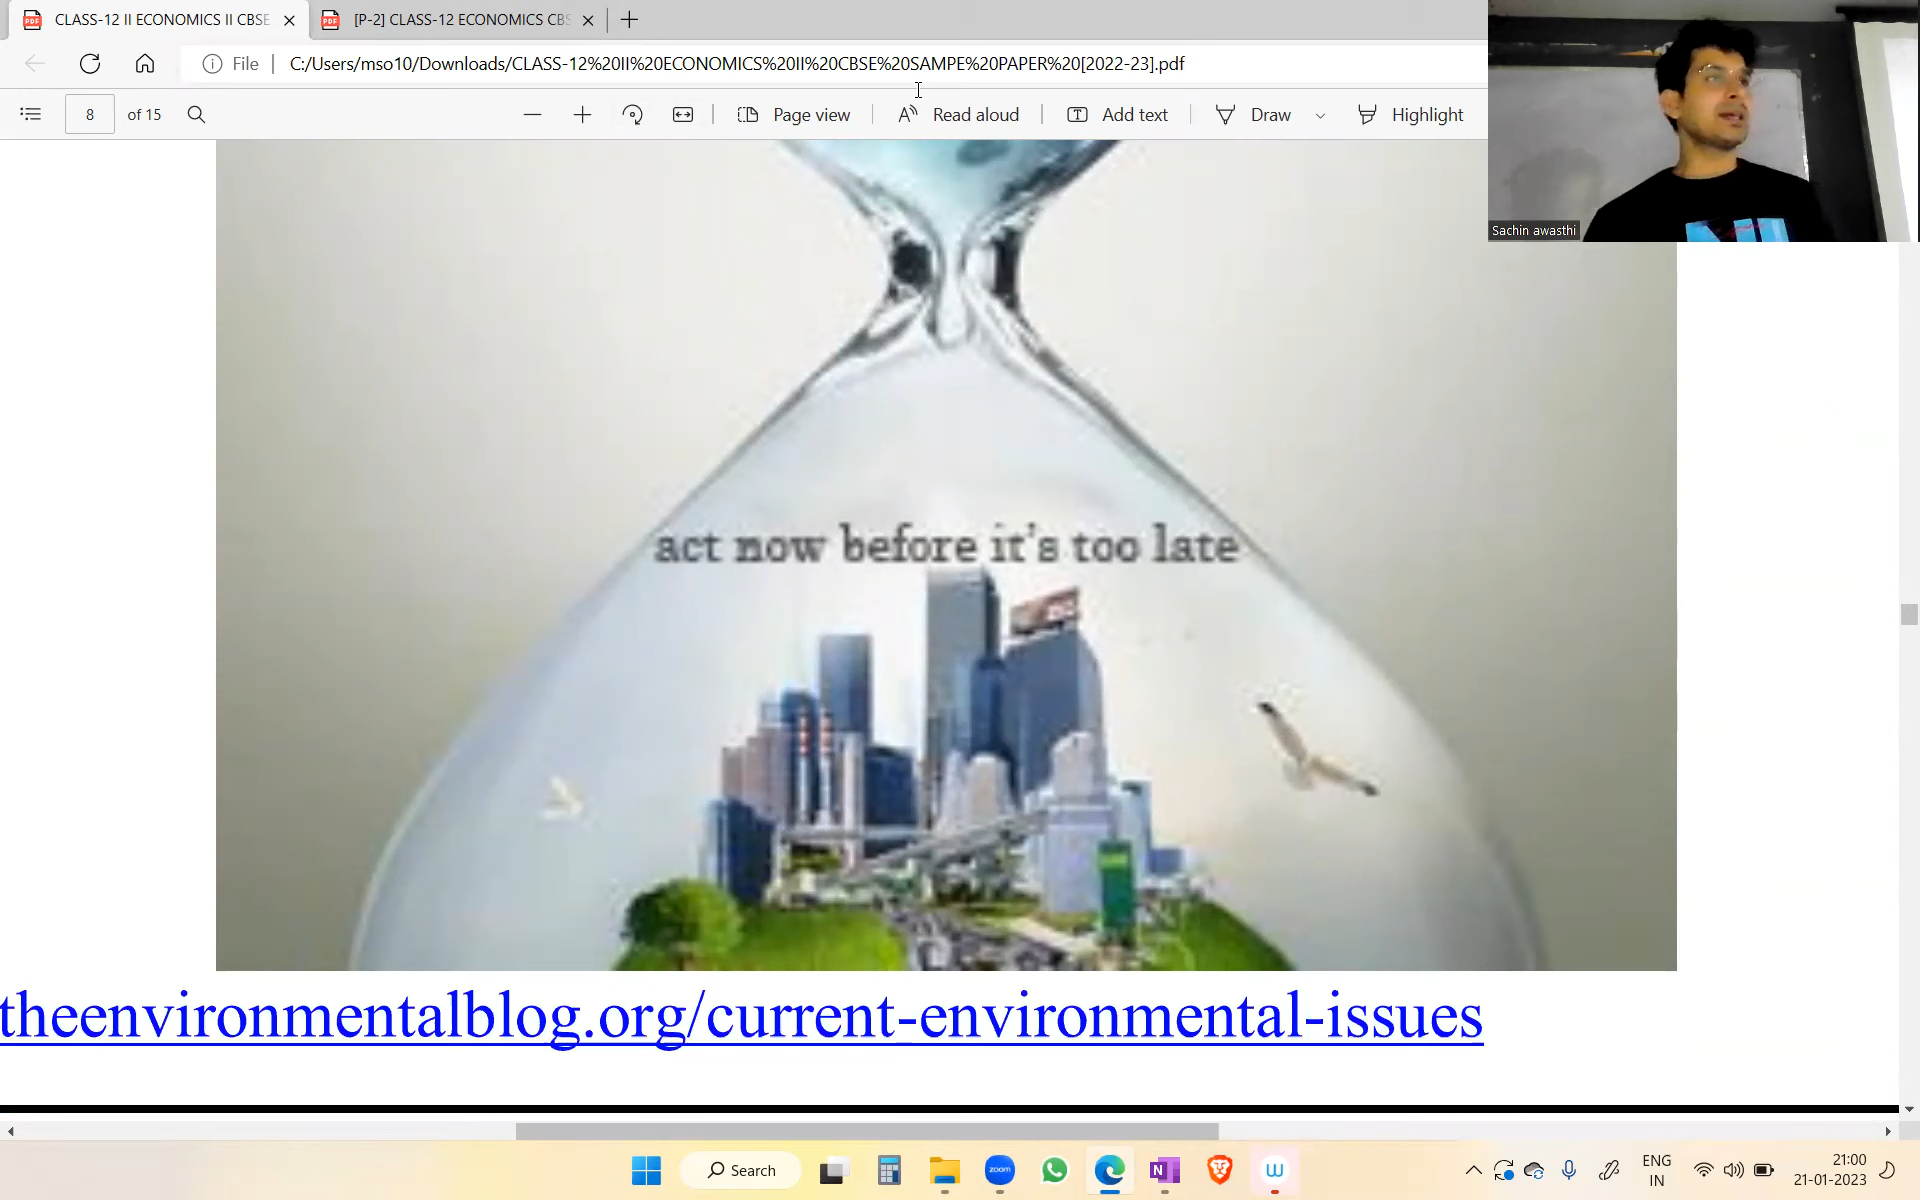 CLASS-12 II ECONOMICS II CBSE
[P-2] CLASS-12 ECONOMICS CBS
File
C:/Users/mso10/Downloads/CLASS-12%20II%20ECONOMICS%20II%20CBSE%20SAMPE%20PAPER%20[2022-23].pdf
8 of 15
Page view
Read aloud
Add text
Draw
Highlight
Sachin awasthi
act now before it's too late
theenvironmentalblog.org/current-environmental-issues
Search
zoom
ENG
IN
21:00
21-01-2023